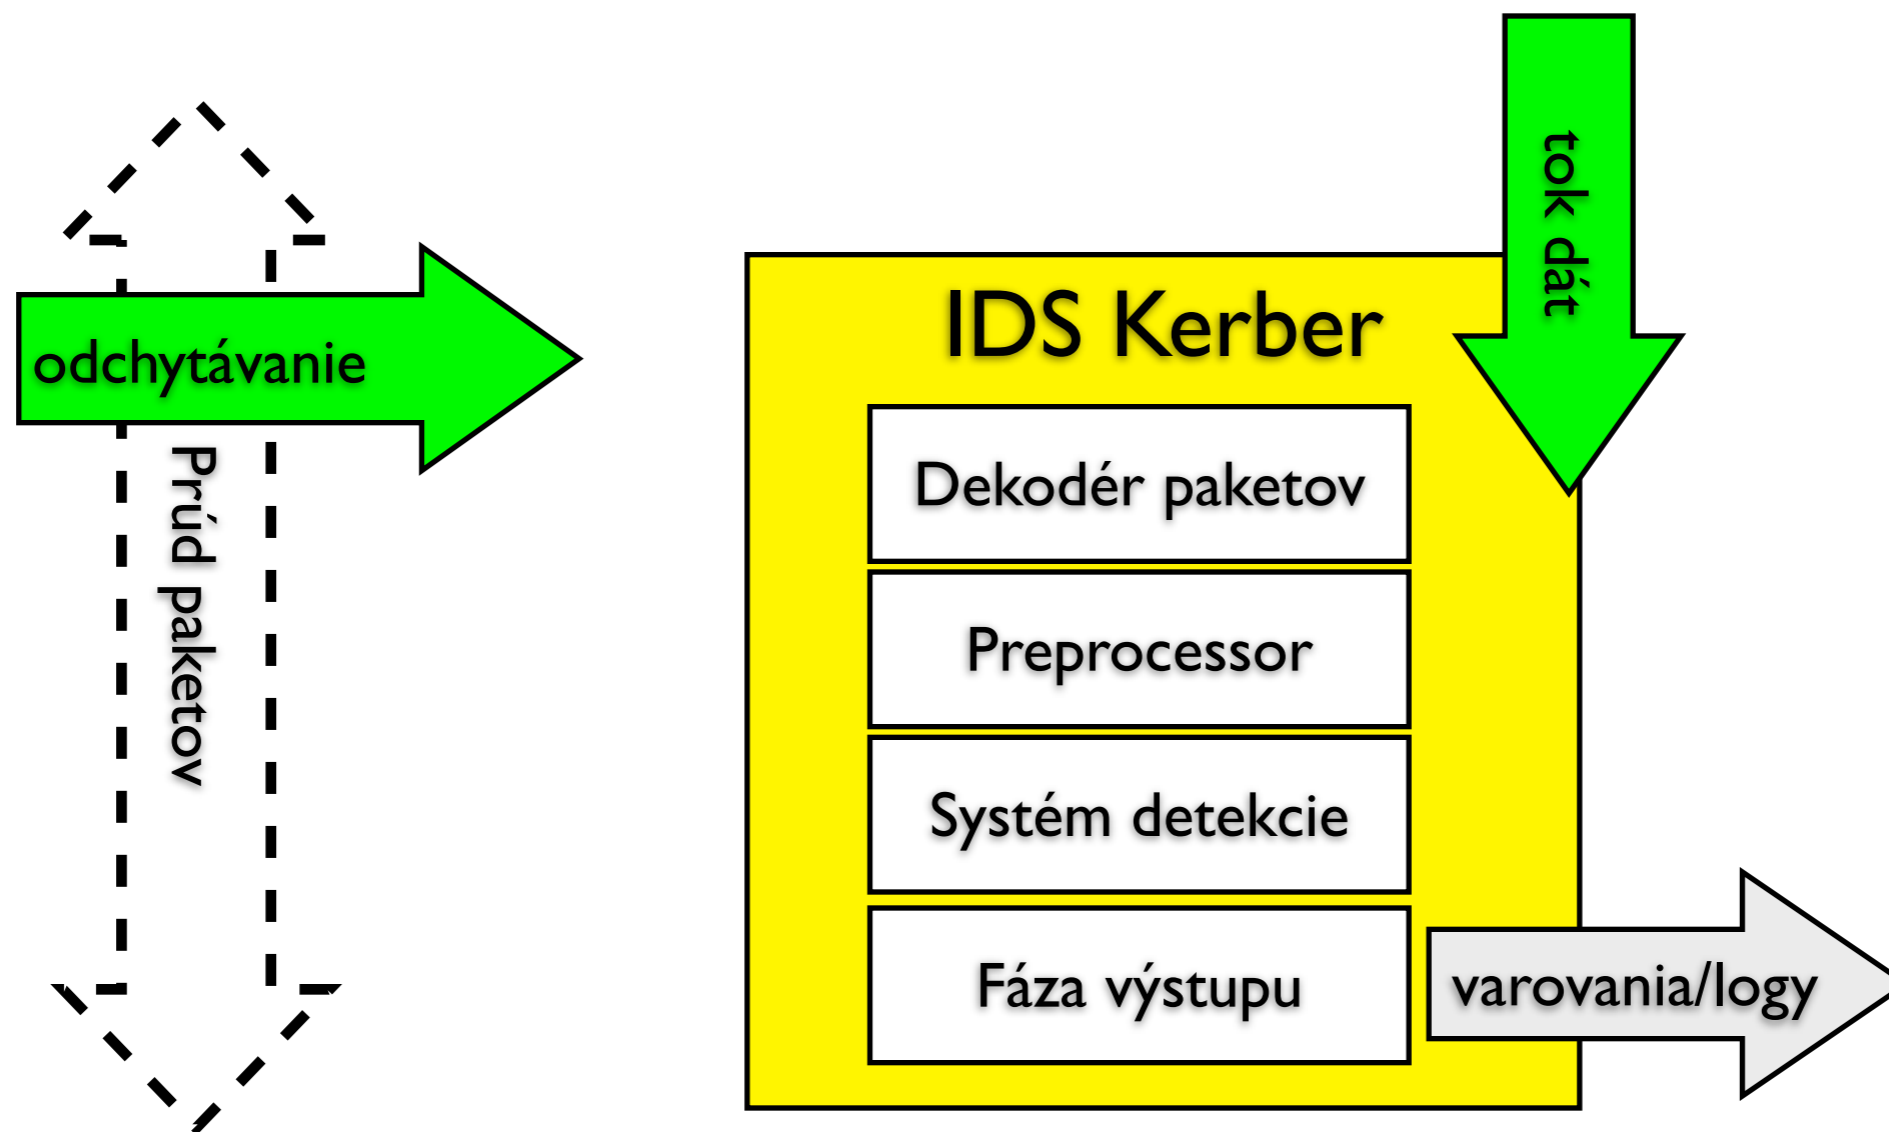 odchytávanie
Prúd paketov
tok dát
IDS Kerber
Dekodér paketov
Preprocessor
Systém detekcie
Fáza výstupu
varovania/logy